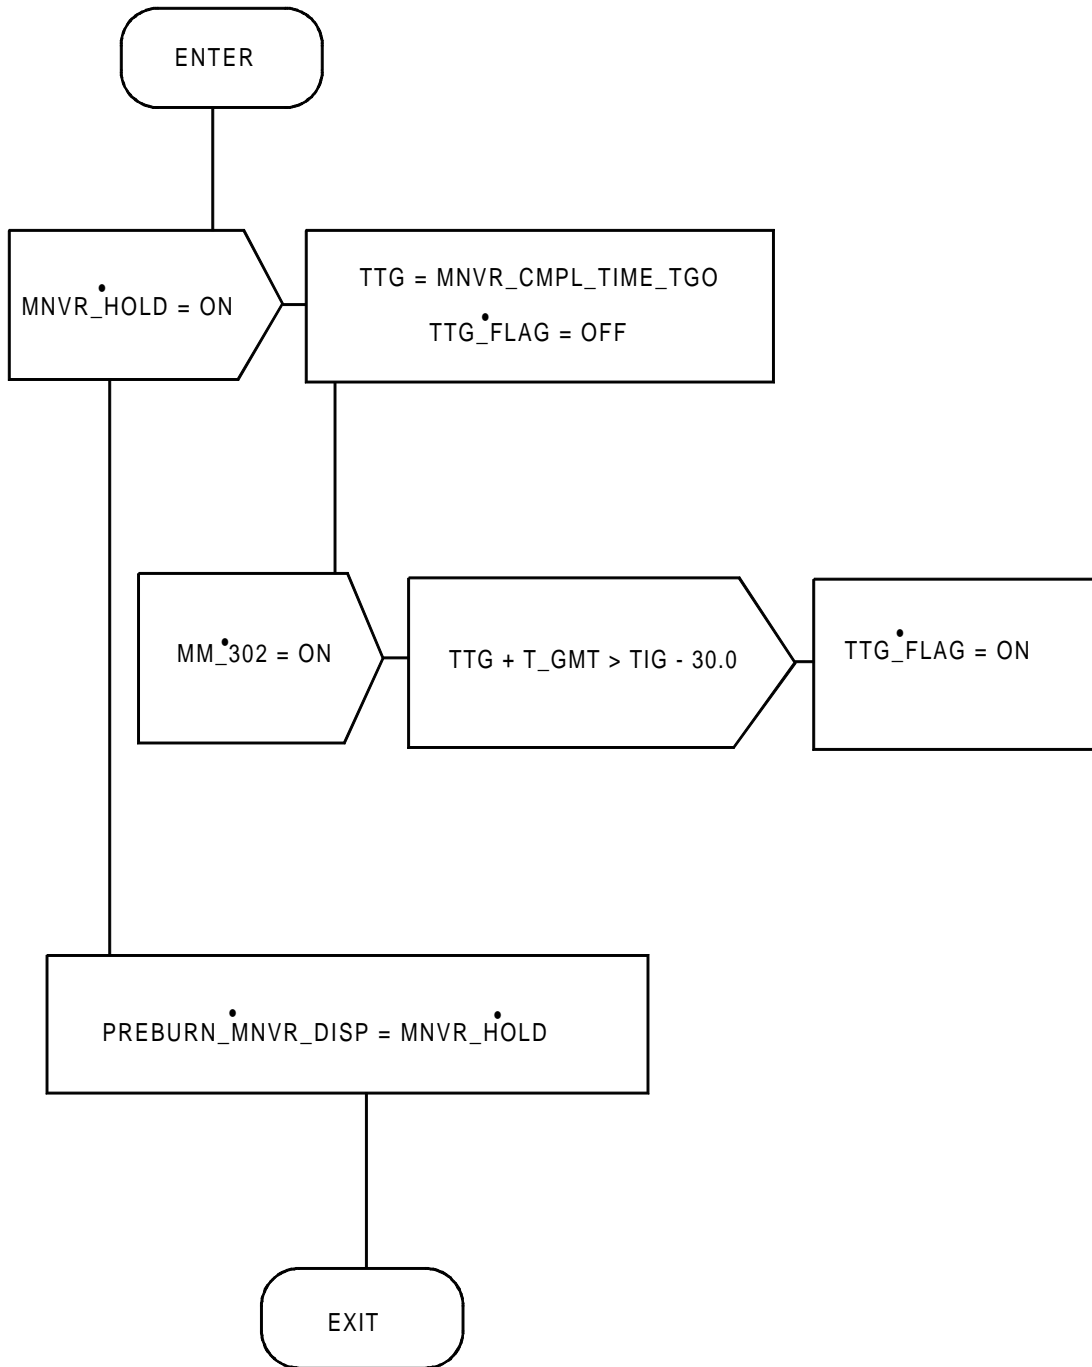 ENTER
MNVR_HOLD = ON
TTG = MNVR_CMPL_TIME_TGO
TTG_FLAG = OFF
MM_302 = ON
TTG + T_GMT > TIG - 30.0
TTG_FLAG = ON
PREBURN_MNVR_DISP = MNVR_HOLD
EXIT